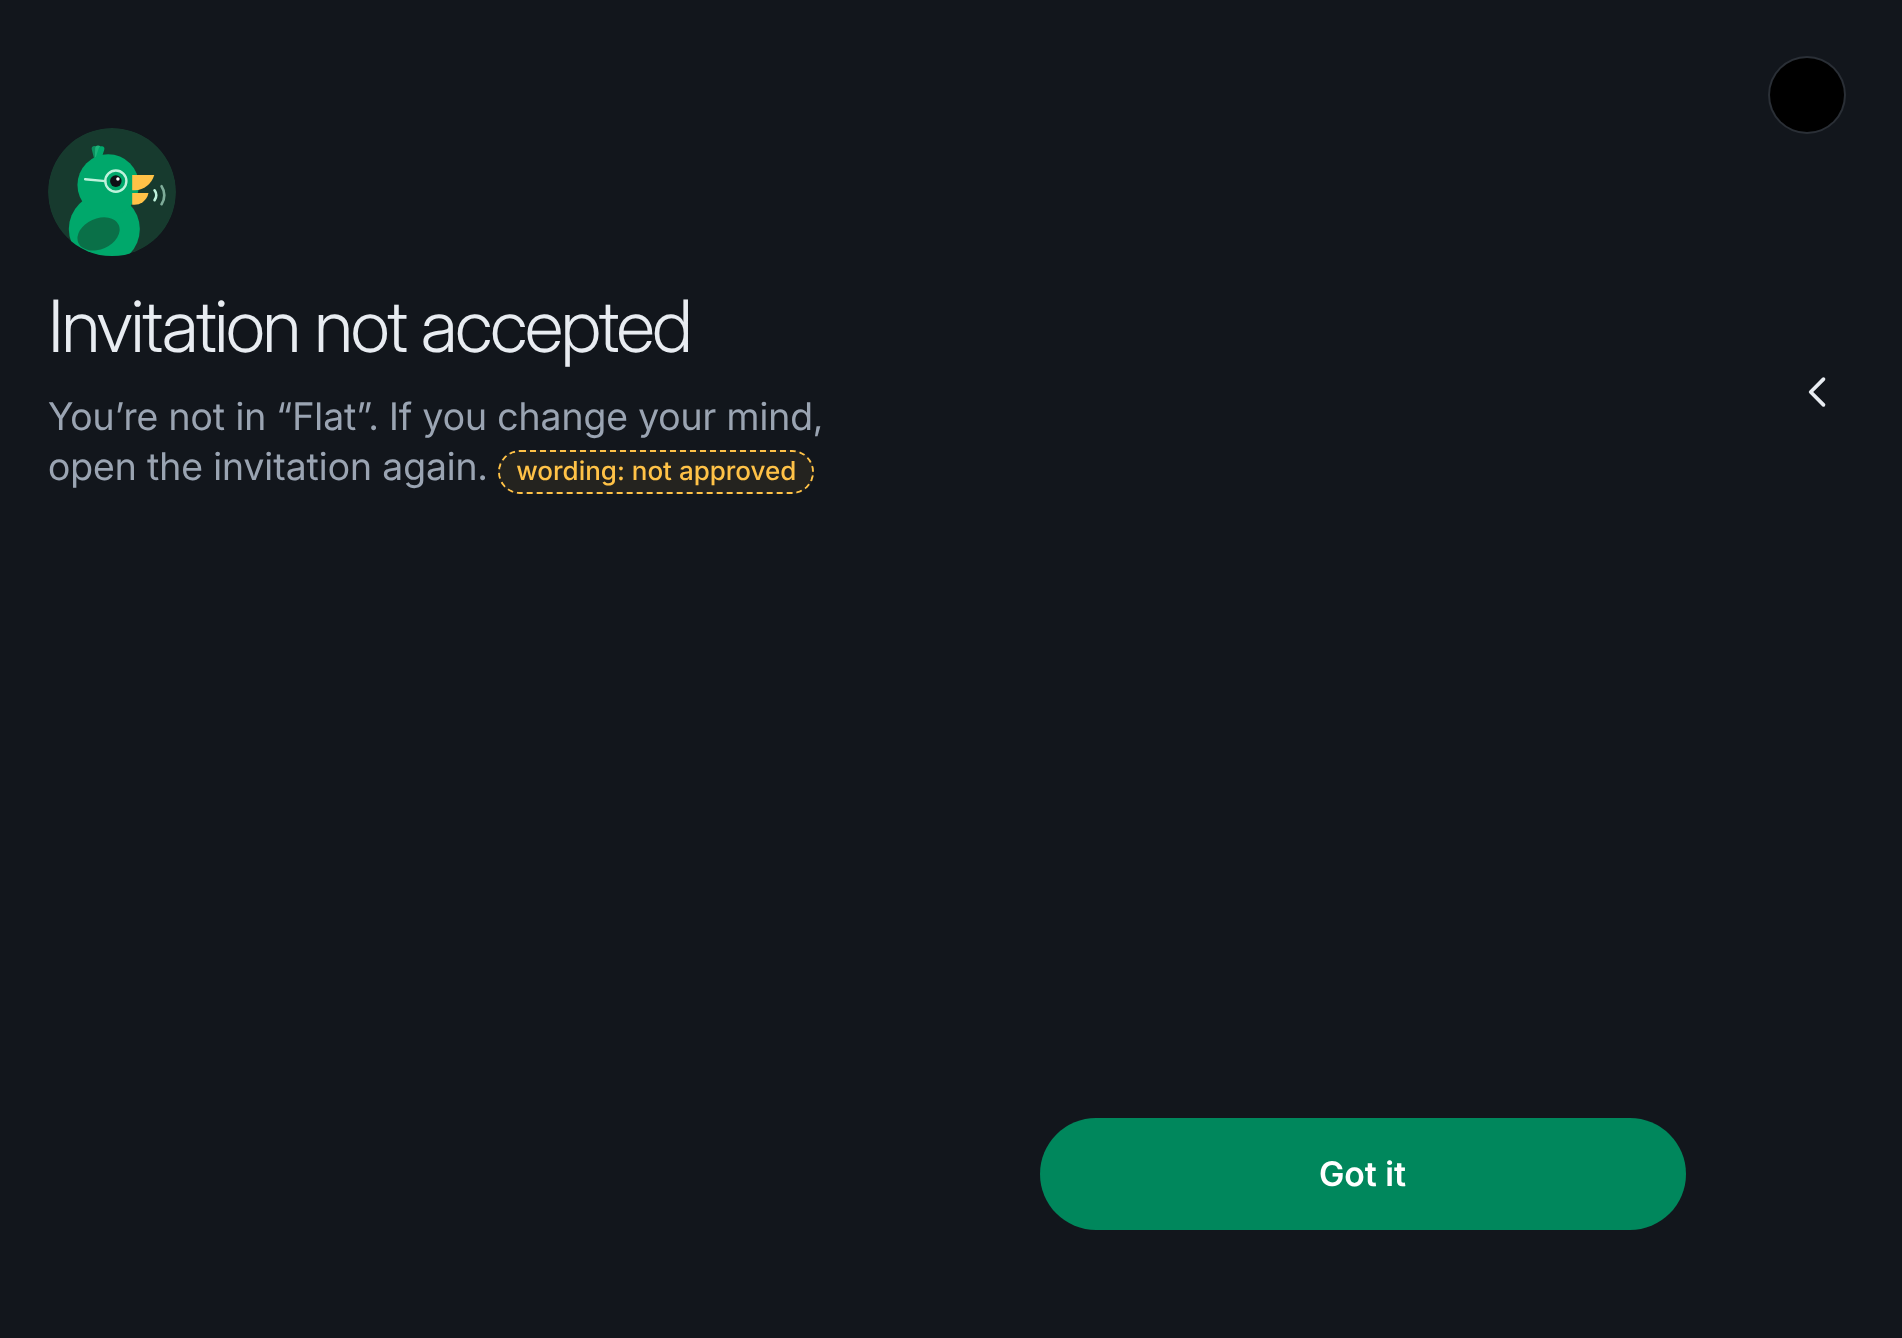 Invitation not accepted
You’re not in “Flat”. If you change your mind,
open the invitation again. wording: not approved
Got it